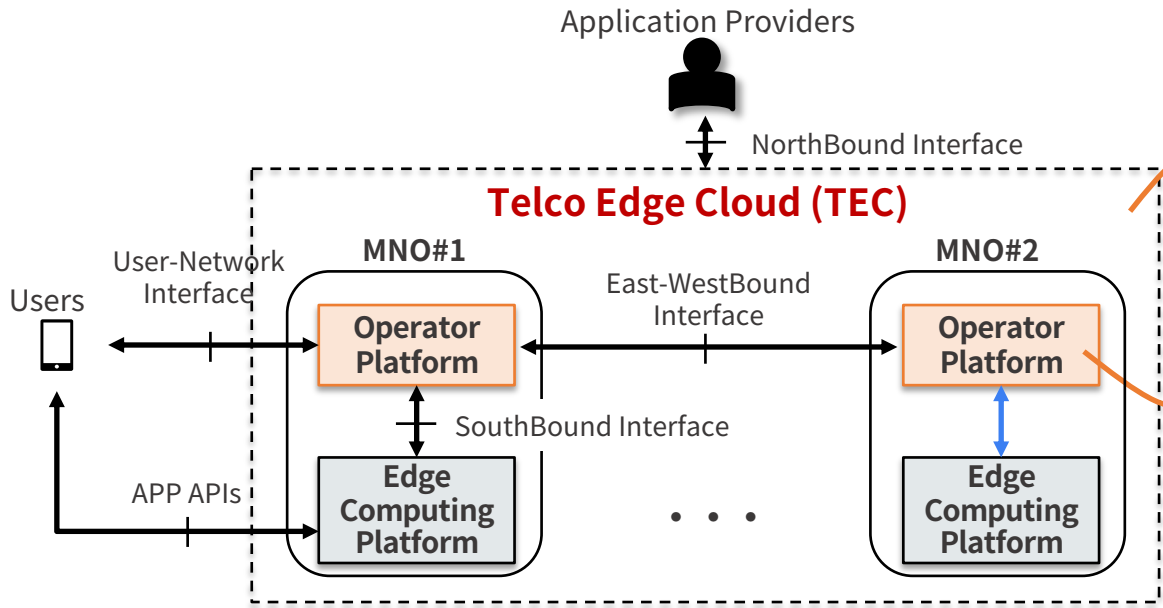 Application Providers
NorthBound Interface
Telco Edge Cloud (TEC)
MNO#1
MNO#2
User-Network
Interface
East-WestBound
Interface
Users
Operator
Platform
Operator
Platform
SouthBound Interface
Edge
Computing
Platform
Edge
Computing
Platform
APP APIs
. . .